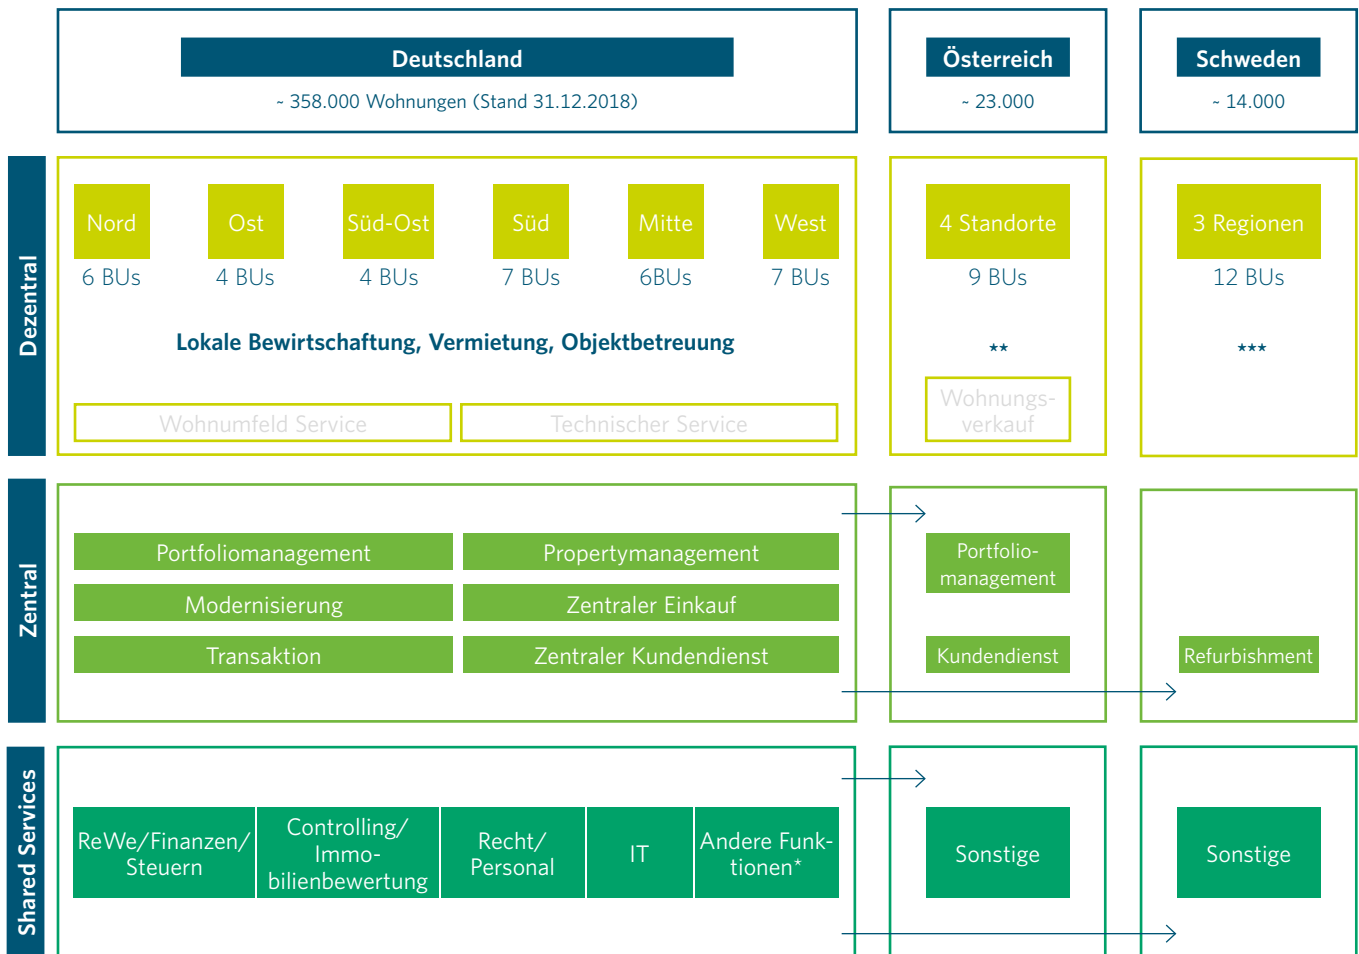 Deutschland
~ 358.000 Wohnungen (Stand 31.12.2018)
Österreich
~ 23.000
Schweden
~ 14.000
Dezentral
Nord
Ost
Süd-Ost
Süd
Mitte
West
6 BUs
4 BUs
4 BUs
7 BUs
6BUs
7 BUs
Lokale Bewirtschaftung, Vermietung, Objektbetreuung
Wohnumfeld Service
Technischer Service
4 Standorte
9 BUs
**
Wohnungs-
verkauf
3 Regionen
12 BUs
***
Zentral
Portfoliomanagement
Propertymanagement
Modernisierung
Zentraler Einkauf
Transaktion
Zentraler Kundendienst
Portfolio-
management
Kundendienst
Refurbishment
Shared Services
ReWe/Finanzen/
Steuern
Controlling/
Immo-
bilienbewertung
Recht/
Personal
IT
Andere Funk-
tionen*
Sonstige
Sonstige